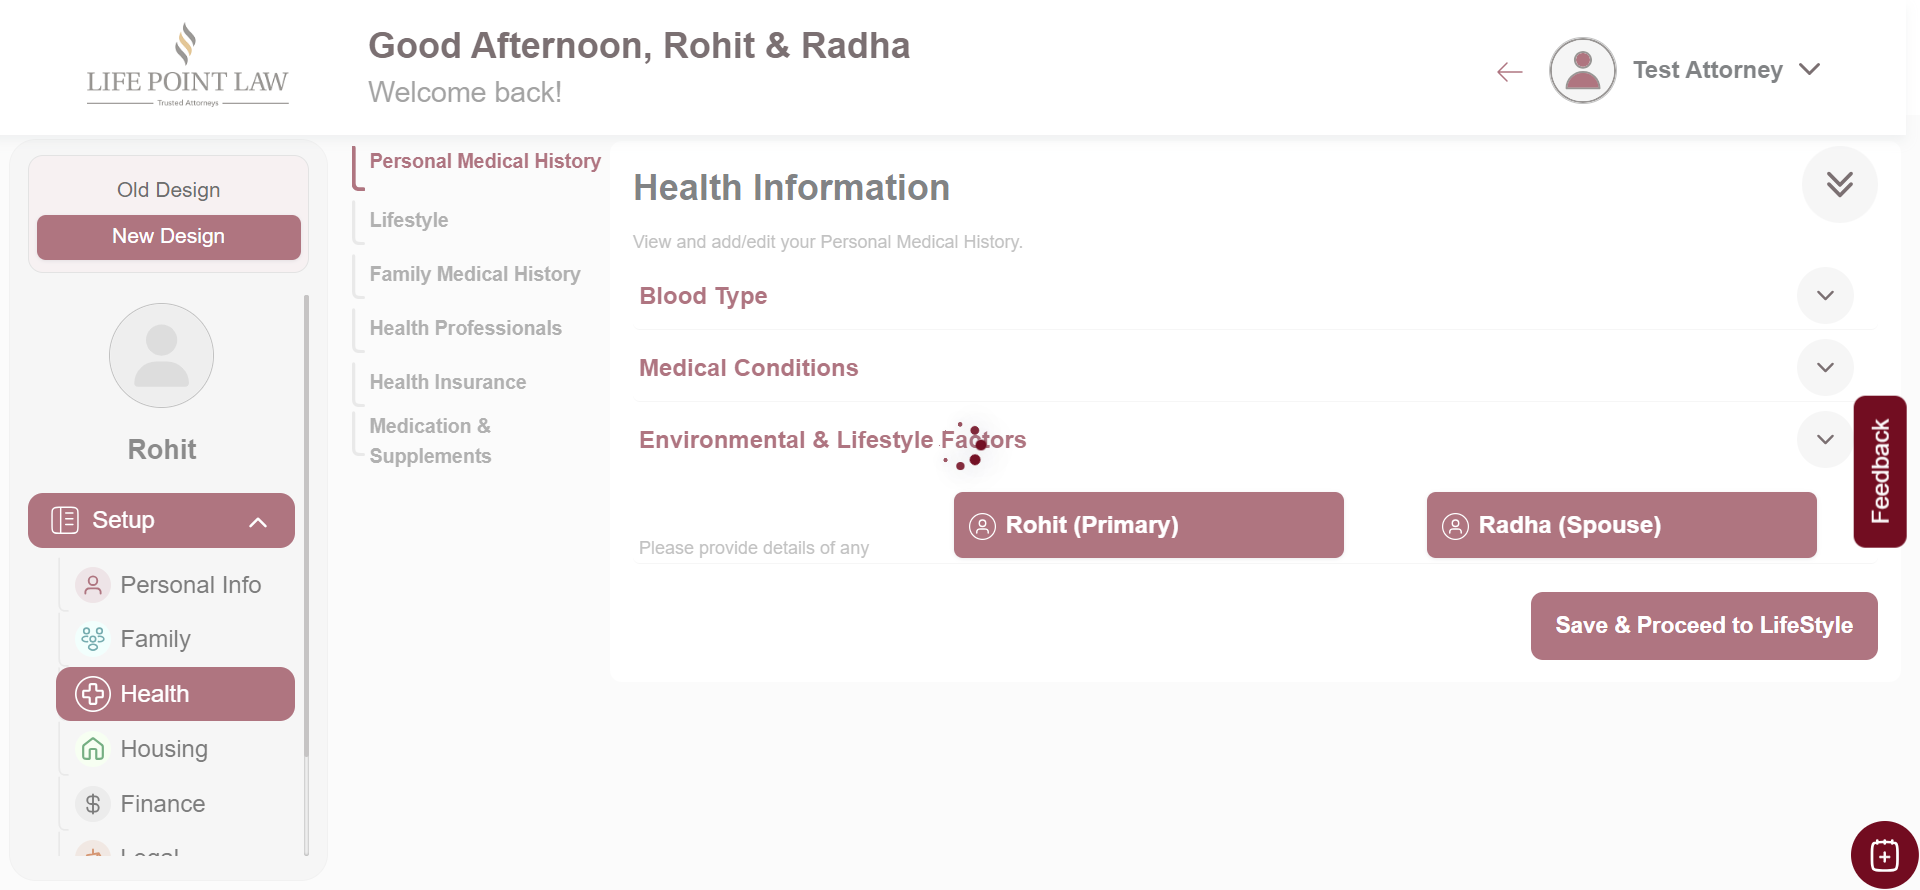 LIFE POINT LAW
Trusted Attorneys
Good Afternoon, Rohit & Radha
Welcome back!
Test Attorney
Old Design
New Design
Rohit
Setup
Personal Info
Family
Health
Housing
Finance
Legal
Personal Medical History
Lifestyle
Family Medical History
Health Professionals
Health Insurance
Medication &
Supplements
Health Information
View and add/edit your Personal Medical History.
Blood Type
Medical Conditions
Environmental & Lifestyle Factors
Please provide details of any
Rohit (Primary)
Radha (Spouse)
Save & Proceed to LifeStyle
Feedback